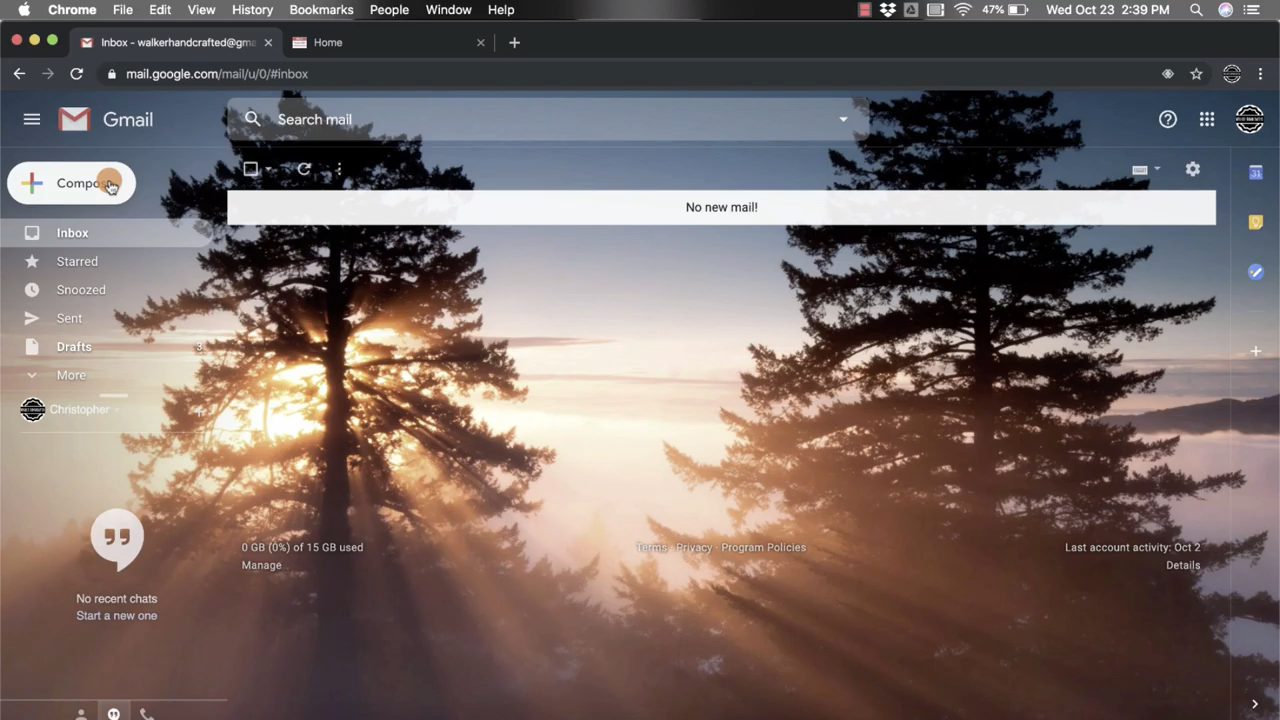 Chrome File Edit View History Bookmarks People Window Help 47% Wed Oct 23 2:39 PM
Inbox - walkerhandcrafted@gma Home
mail.google.com/mail/u/0/#inbox
Gmail Search mail
Compo
No new mail!
Inbox
Starred
Snoozed
Sent
Drafts 3
More
Christopher
31
0 GB (0%) of 15 GB used
Manage
Terms · Privacy · Program Policies
Last account activity: Oct 2
Details
No recent chats
Start a new one